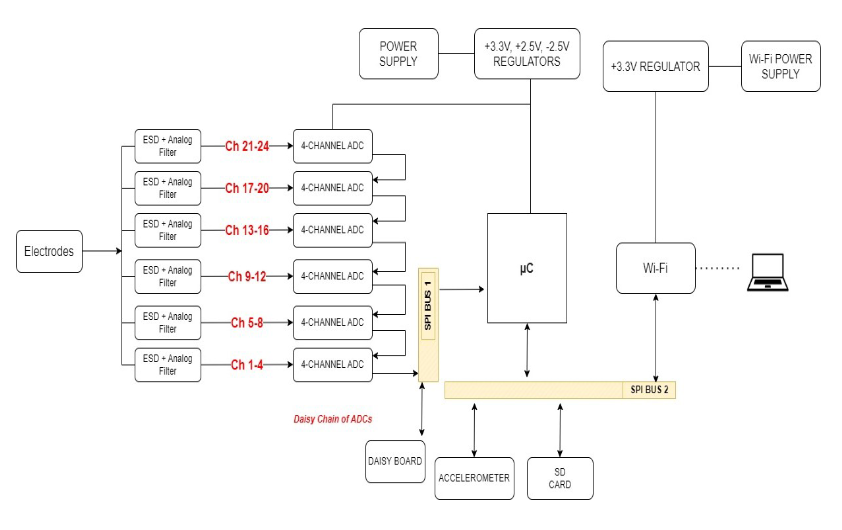 POWER
SUPPLY
+3.3V, +2.5V, -2.5V
REGULATORS
+3.3V REGULATOR
Wi-Fi POWER
SUPPLY
ESD + Analog
Filter
Ch 21-24
4-CHANNEL ADC
ESD + Analog
Filter
Ch 17-20
4-CHANNEL ADC
ESD + Analog
Filter
Ch 13-16
4-CHANNEL ADC
Electrodes
ESD + Analog
Filter
Ch 9-12
4-CHANNEL ADC
ESD + Analog
Filter
Ch 5-8
4-CHANNEL ADC
ESD + Analog
Filter
Ch 1-4
4-CHANNEL ADC
SPI BUS 1
µC
Wi-Fi
SPI BUS 2
Daisy Chain of ADCs
DAISY BOARD
ACCELEROMETER
SD
CARD